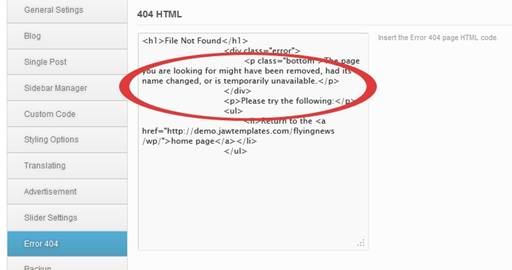 General Settings
Blog
Single Post
Sidebar Manager
Custom Code
Styling Options
Translating
Advertisement
Slider Settings
Error 404
Backup
404 HTML
<h1>File Not Found</h1>
<div class="error">
<p class="bottom">The page
you are looking for might have been removed, had its
name changed, or is temporarily unavailable.</p>
</div>
<p>Please try the following:</p>
<ul>
<li>Return to the <a
href="http://demo.jawtemplates.com/flyingnews
/wp/">home page</a></li>
</ul>
Insert the Error 404 page HTML code.